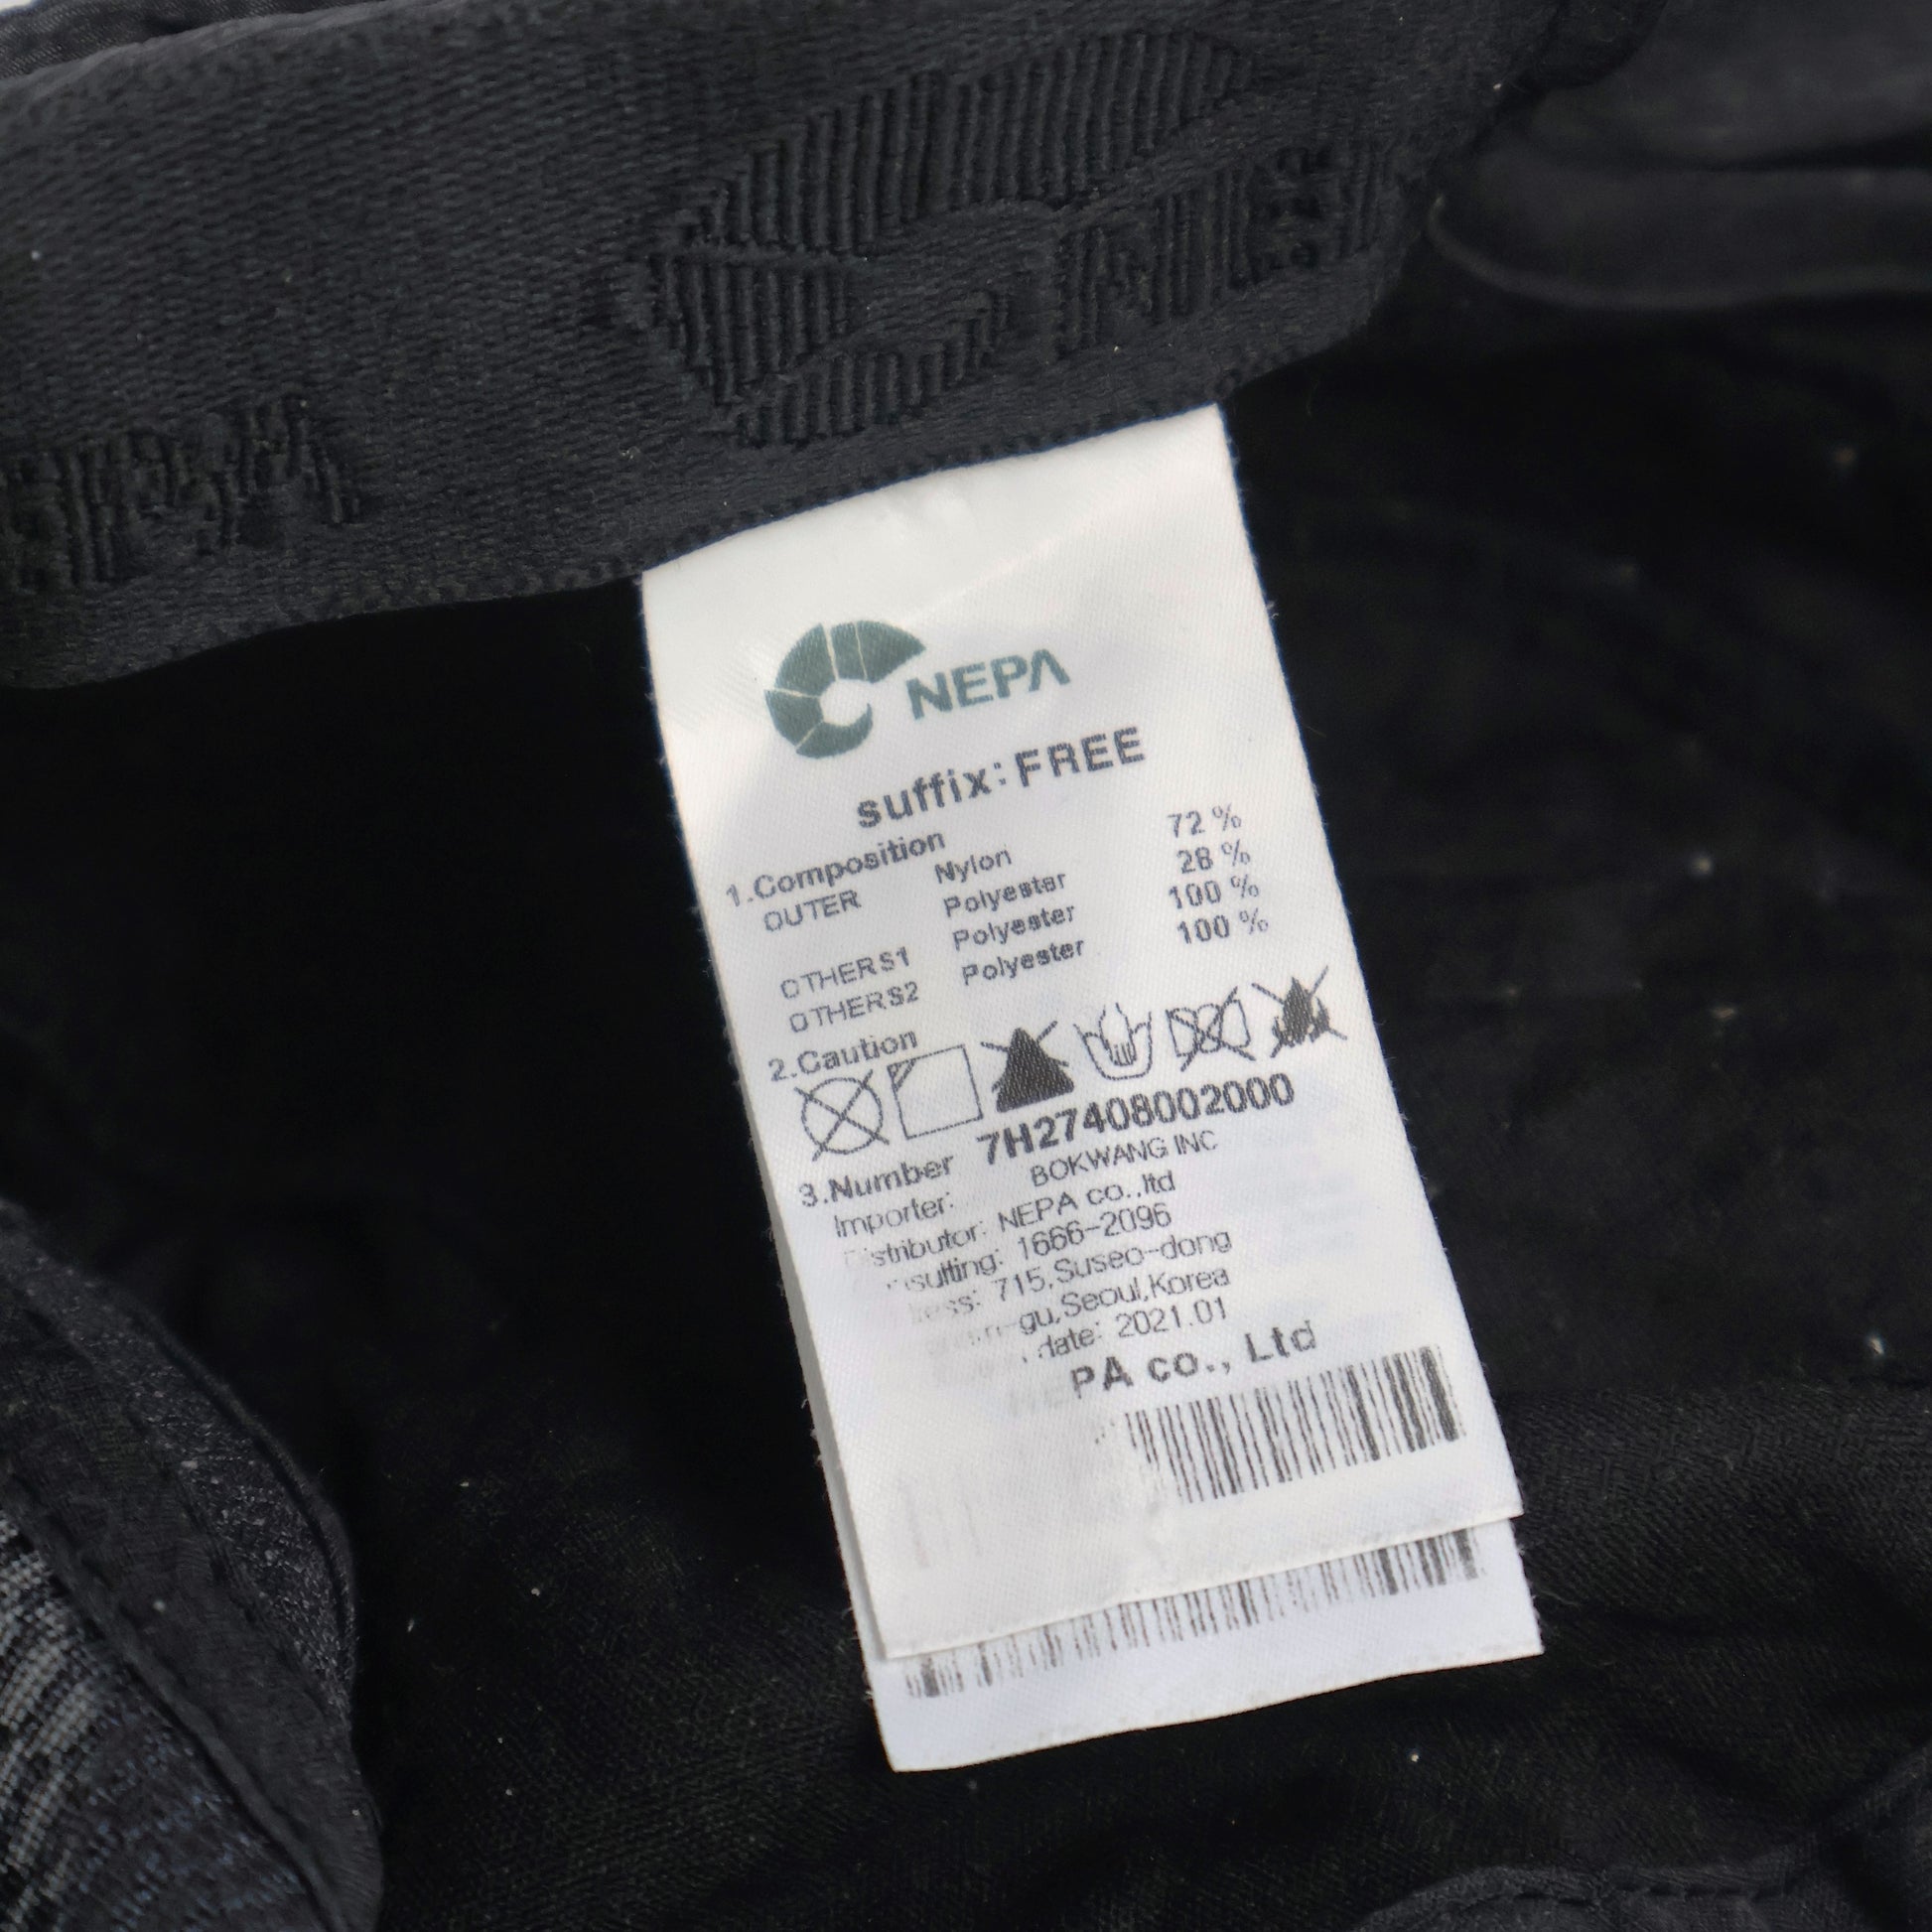 NEPA
suffix: FREE
1.Composition
OUTER Nylon 72 %
Polyester 28 %
OTHERS1 Polyester 100 %
OTHERS2 Polyester 100 %
2.Caution
3.Number 7H27408002000
Importer: BOKWANG INC
Distributor: NEPA co.,ltd
nsulting: 1666-2096
ress: 715,Suseo-dong
-gu,Seoul,Korea
date: 2021.01
PA co., Ltd